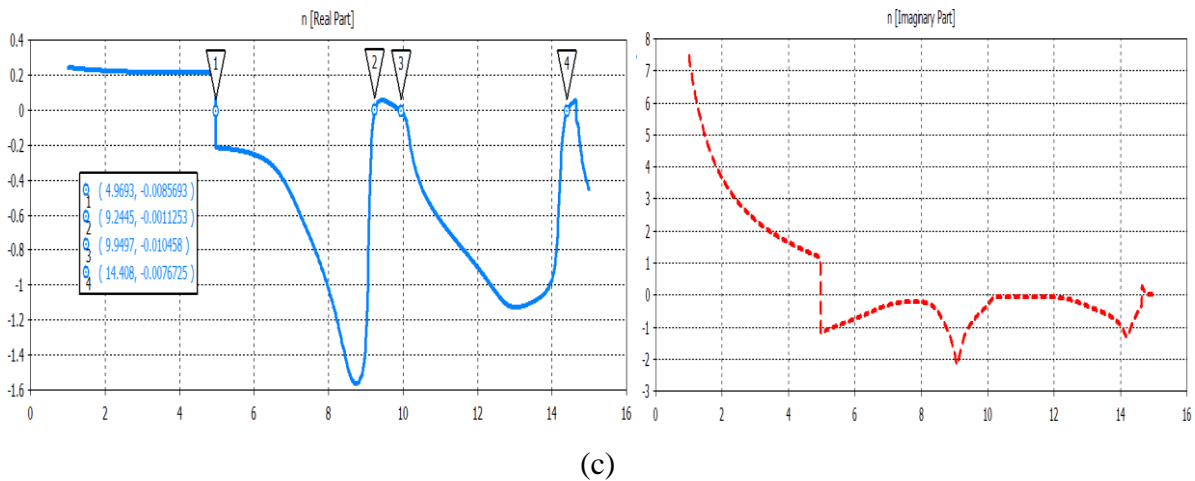 n [Real Part]
0.4
0.2
0
-0.2
-0.4
-0.6
-0.8
-1
-1.2
-1.4
-1.6
0 2 4 6 8 10 12 14 16
1 2 3 4
1 ( 4.9693, -0.0085693 )
2 ( 9.2445, -0.0011253 )
3 ( 9.9497, -0.010458 )
4 ( 14.408, -0.0076725 )
n [Imaginary Part]
8
7
6
5
4
3
2
1
0
-1
-2
-3
0 2 4 6 8 10 12 14 16
(c)